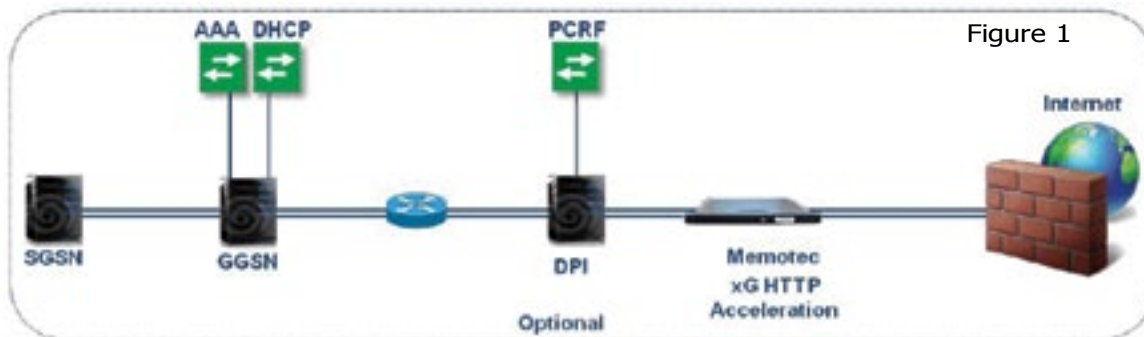 Figure 1
AAA DHCP
PCRF
Internet
SGSN
GGSN
DPI
Memotec
xG HTTP
Acceleration
Optional